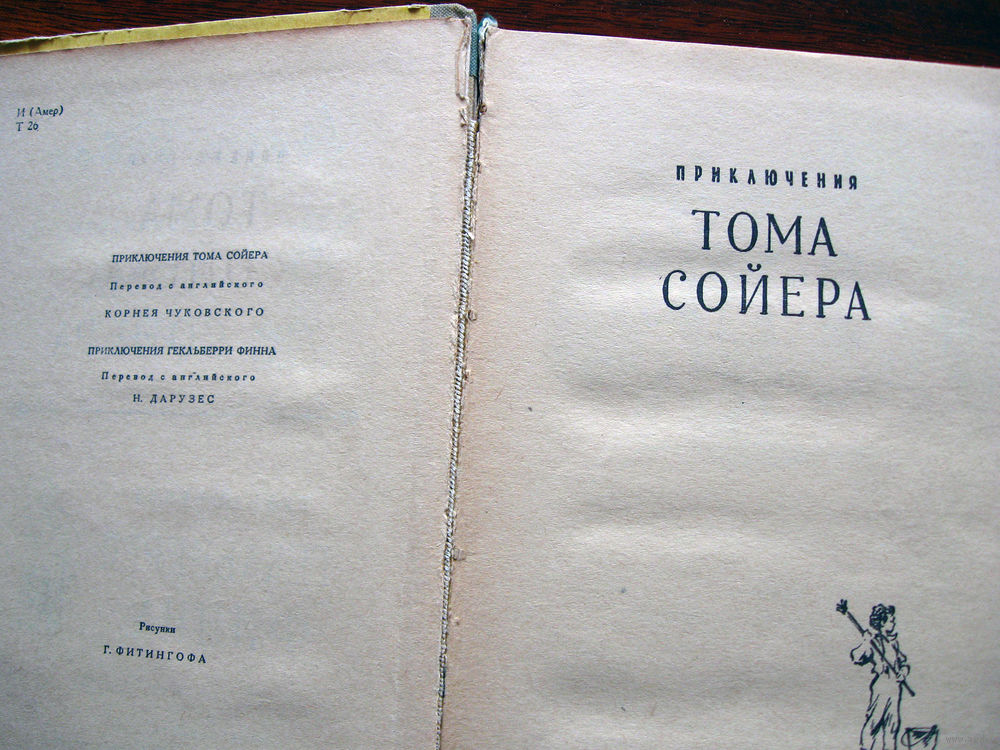 И (Амер)
Т 26
ПРИКЛЮЧЕНИЯ ТОМА СОЙЕРА
Перевод с английского
КОРНЕЯ ЧУКОВСКОГО
ПРИКЛЮЧЕНИЯ ГЕКЛЬБЕРРИ ФИННА
Перевод с английского
Н. ДАРУЗЕС
Рисунки
Г. ФИТИНГОФА
ПРИКЛЮЧЕНИЯ
ТОМА
СОЙЕРА